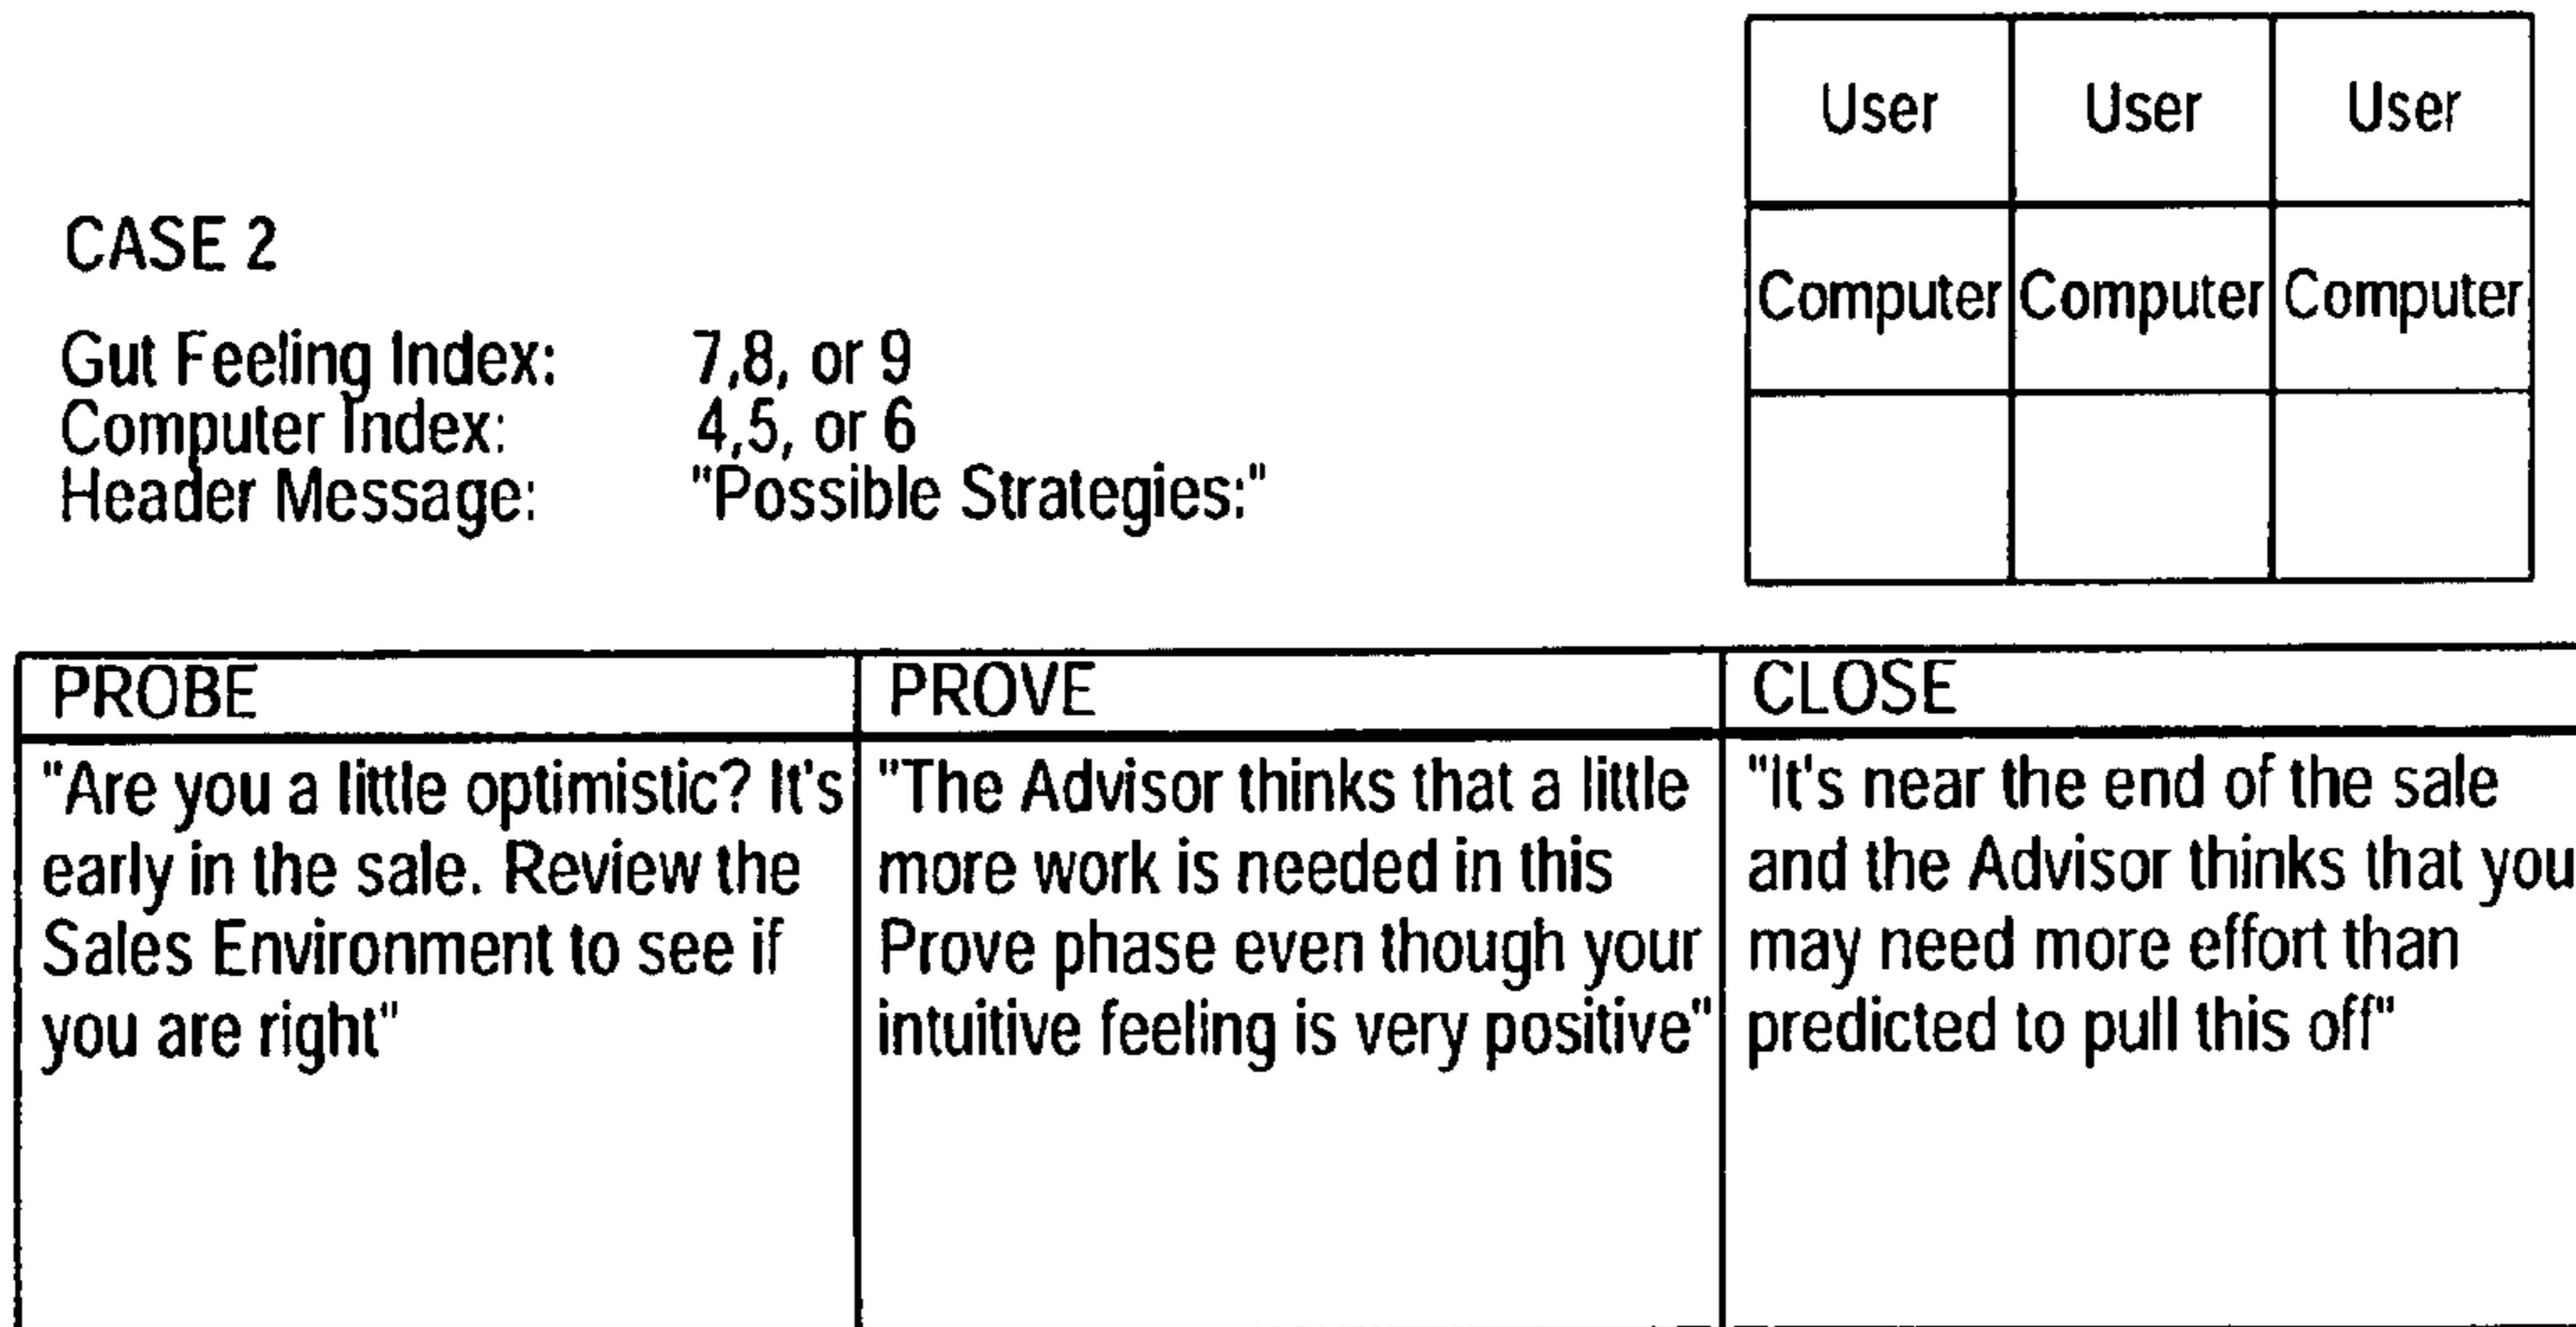 User User User
Computer Computer Computer
CASE 2
Gut Feeling Index: 7,8, or 9
Computer Index: 4,5, or 6
Header Message: "Possible Strategies:"
PROBE PROVE CLOSE
"Are you a little optimistic? It's
early in the sale. Review the
Sales Environment to see if
you are right"
"The Advisor thinks that a little
more work is needed in this
Prove phase even though your
intuitive feeling is very positive"
"It's near the end of the sale
and the Advisor thinks that you
may need more effort than
predicted to pull this off"